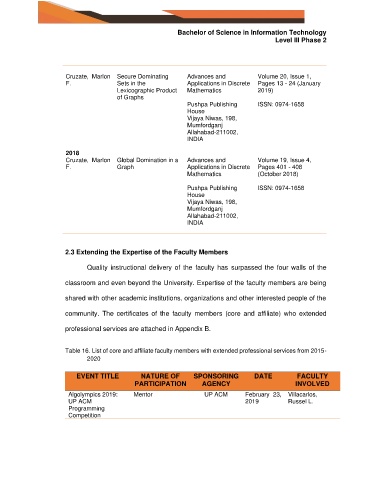 Bachelor of Science in Information Technology
Level III Phase 2
Cruzate, Marlon F.
Secure Dominating Sets in the Lexicographic Product of Graphs
Advances and Applications in Discrete Mathematics
Pushpa Publishing House
Vijaya Niwas, 198, Mumfordganj
Allahabad-211002, INDIA
Volume 20, Issue 1, Pages 13 - 24 (January 2019)
ISSN: 0974-1658
2018
Cruzate, Marlon F.
Global Domination in a Graph
Advances and Applications in Discrete Mathematics
Pushpa Publishing House
Vijaya Niwas, 198, Mumfordganj
Allahabad-211002, INDIA
Volume 19, Issue 4, Pages 401 - 408 (October 2018)
ISSN: 0974-1658
2.3 Extending the Expertise of the Faculty Members
Quality instructional delivery of the faculty has surpassed the four walls of the
classroom and even beyond the University. Expertise of the faculty members are being
shared with other academic institutions, organizations and other interested people of the
community. The certificates of the faculty members (core and affiliate) who extended
professional services are attached in Appendix B.
Table 16. List of core and affiliate faculty members with extended professional services from 2015-
2020
EVENT TITLE NATURE OF PARTICIPATION SPONSORING AGENCY DATE FACULTY INVOLVED
Algolympics 2019: UP ACM Programming Competition
Mentor
UP ACM
February 23, 2019
Villacarlos, Russel L.